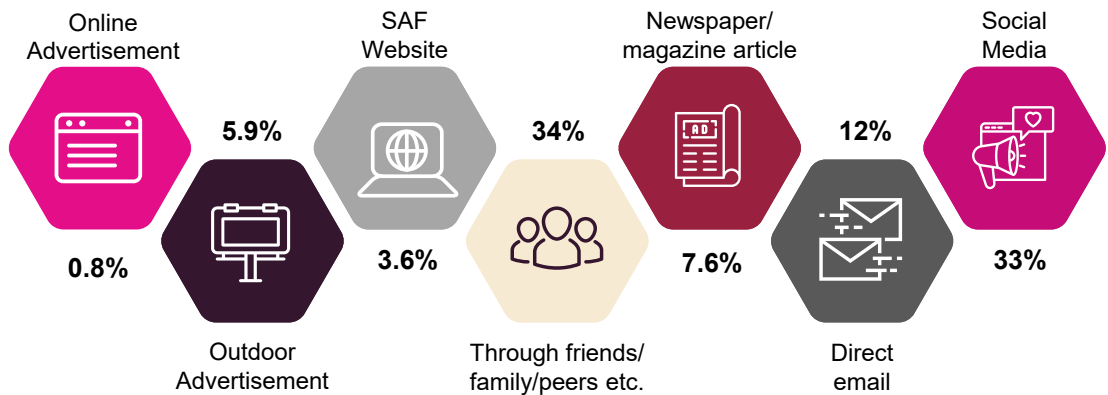 Online
Advertisement
0.8%
5.9%
Outdoor
Advertisement
SAF
Website
3.6%
34%
Through friends/
family/peers etc.
Newspaper/
magazine article
AD
7.6%
12%
Direct
email
Social
Media
33%